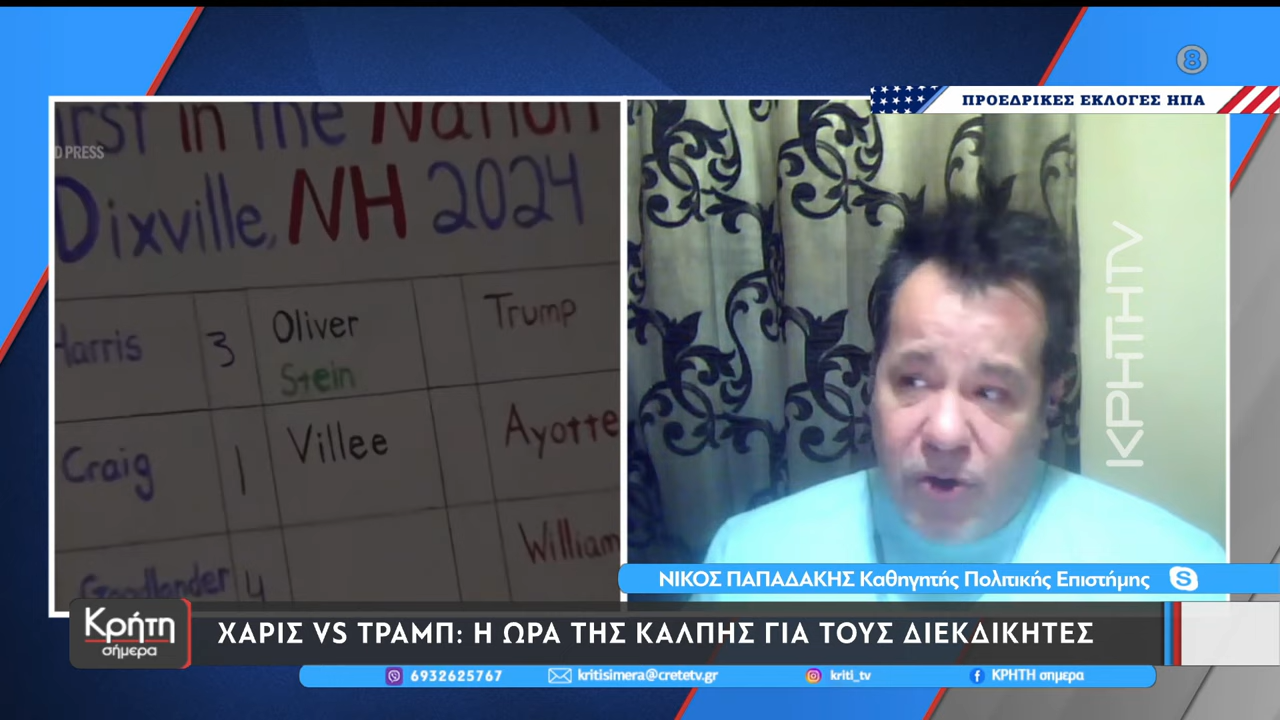 8
ΠΡΟΕΔΡΙΚΕΣ ΕΚΛΟΓΕΣ ΗΠΑ
irst in the Nation
D PRESS
Dixville, NH 2024
Harris 3 Oliver Trump
Stein
Craig 1 Villee Ayotte
William
Goodlander 4
ΚΡΗΤΗTV
ΝΙΚΟΣ ΠΑΠΑΔΑΚΗΣ Καθηγητής Πολιτικής Επιστήμης
Κρήτη
σήμερα
ΧΑΡΙΣ VS ΤΡΑΜΠ: Η ΩΡΑ ΤΗΣ ΚΑΛΠΗΣ ΓΙΑ ΤΟΥΣ ΔΙΕΚΔΙΚΗΤΕΣ
6932625767 kritisimera@cretetv.gr kriti_tv ΚΡΗΤΗ σημερα